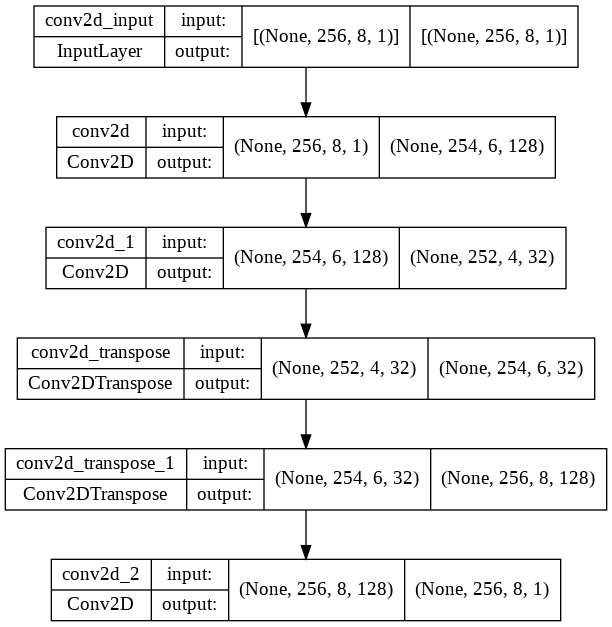 conv2d_input input: [(None, 256, 8, 1)] [(None, 256, 8, 1)]
InputLayer output:
conv2d input: (None, 256, 8, 1) (None, 254, 6, 128)
Conv2D output:
conv2d_1 input: (None, 254, 6, 128) (None, 252, 4, 32)
Conv2D output:
conv2d_transpose input: (None, 252, 4, 32) (None, 254, 6, 32)
Conv2DTranspose output:
conv2d_transpose_1 input: (None, 254, 6, 32) (None, 256, 8, 128)
Conv2DTranspose output:
conv2d_2 input: (None, 256, 8, 128) (None, 256, 8, 1)
Conv2D output: